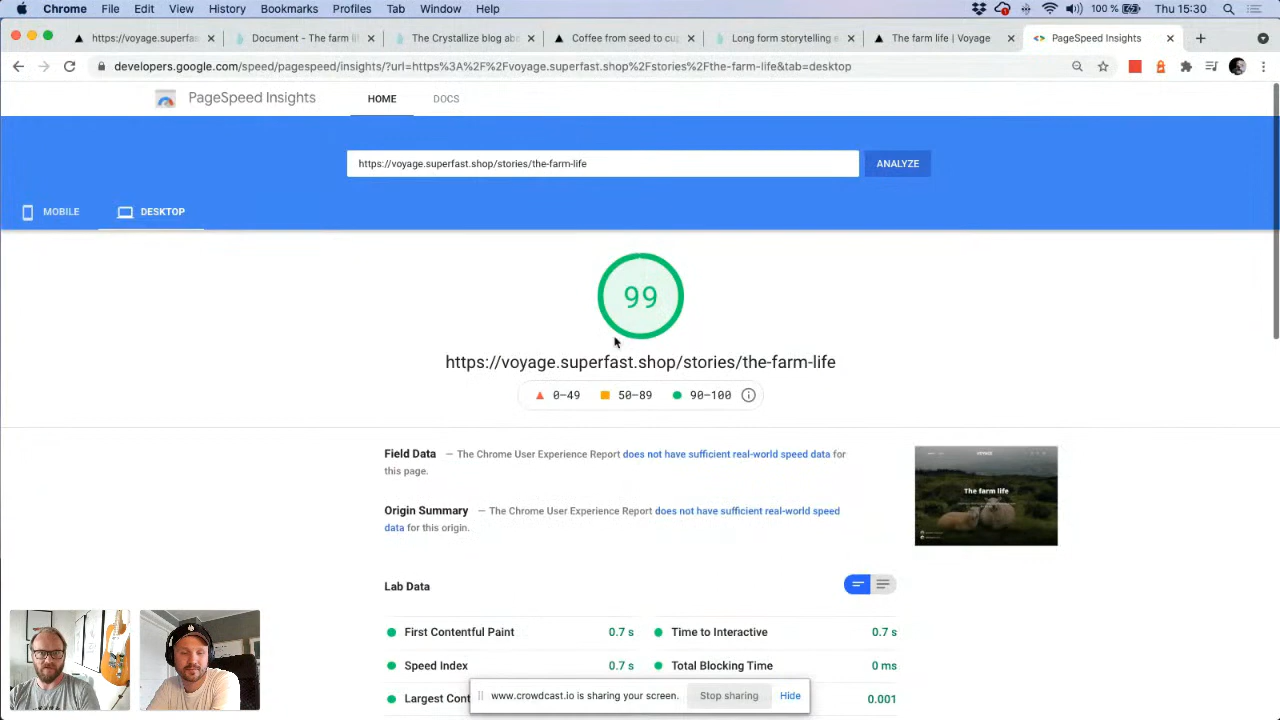 Chrome File Edit View History Bookmarks Profiles Tab Window Help 100 % Thu 15:30
https://voyage.superfas Document - The farm li The Crystallize blog ab Coffee from seed to cu Long form storytelling e The farm life | Voyage PageSpeed Insights
developers.google.com/speed/pagespeed/insights/?url=https%3A%2F%2Fvoyage.superfast.shop%2Fstories%2Fthe-farm-life&tab=desktop
PageSpeed Insights HOME DOCS
https://voyage.superfast.shop/stories/the-farm-life ANALYZE
MOBILE DESKTOP
99
https://voyage.superfast.shop/stories/the-farm-life
0–49 50–89 90–100
Field Data — The Chrome User Experience Report does not have sufficient real-world speed data for
this page.
The farm life
Origin Summary — The Chrome User Experience Report does not have sufficient real-world speed
data for this origin.
Lab Data
First Contentful Paint 0.7 s Time to Interactive 0.7 s
Speed Index 0.7 s Total Blocking Time 0 ms
Largest Cont 0.001
www.crowdcast.io is sharing your screen. Stop sharing Hide